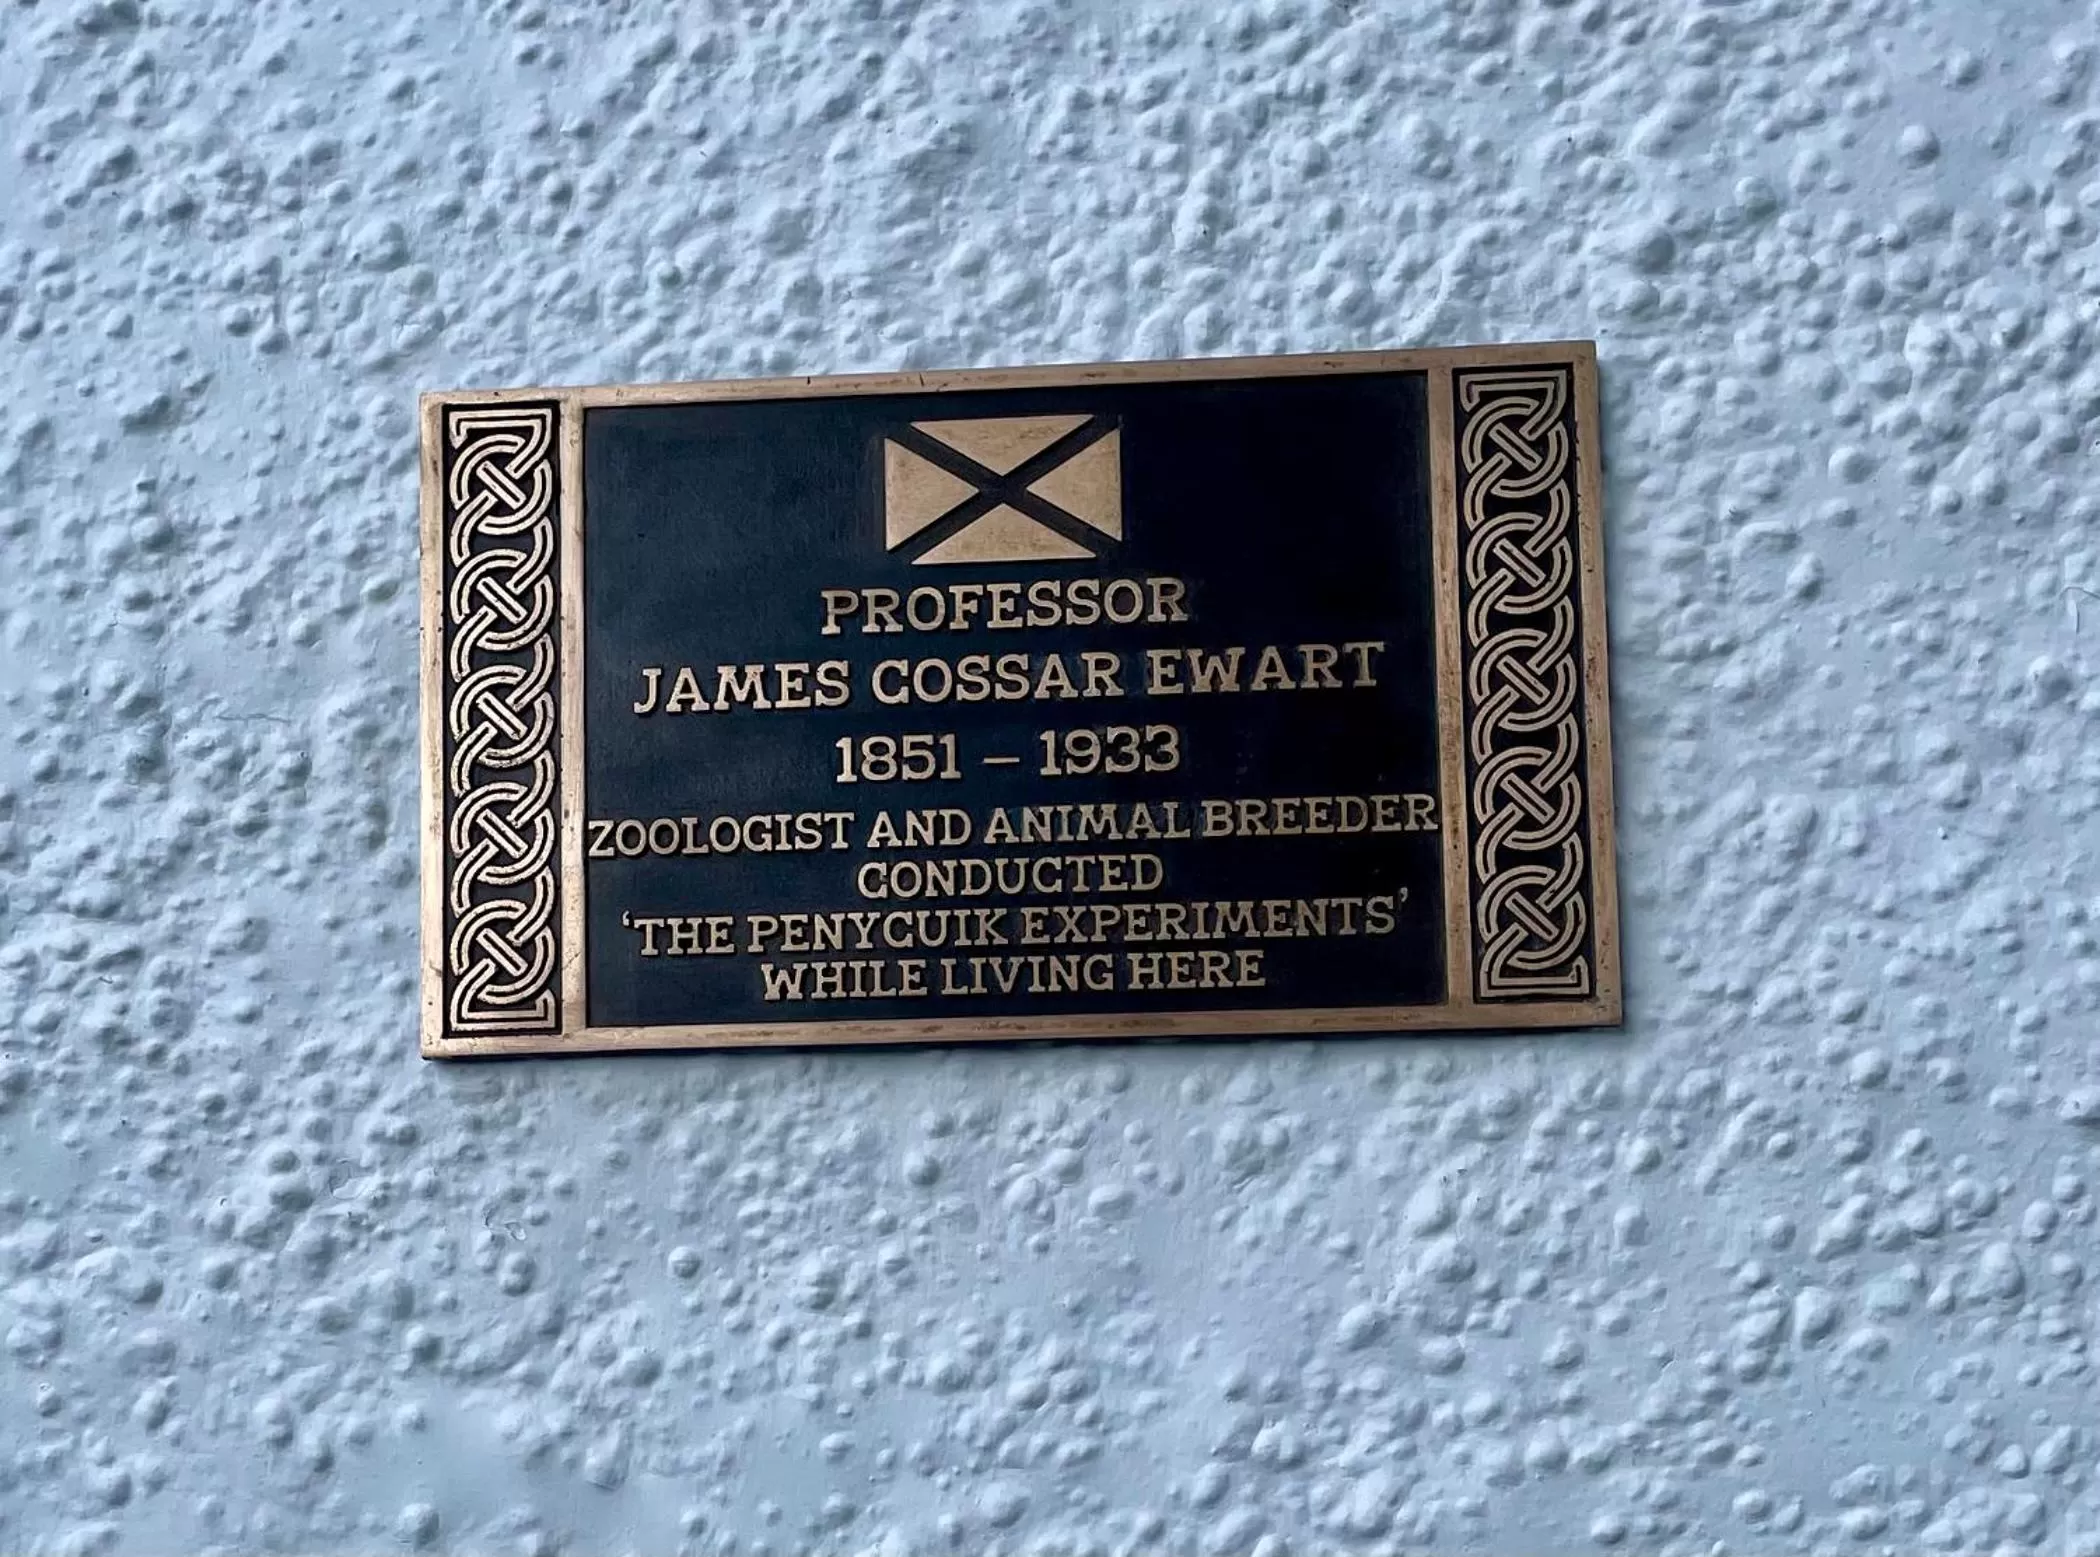 PROFESSOR
JAMES COSSAR EWART
1851 – 1933
ZOOLOGIST AND ANIMAL BREEDER
CONDUCTED
‘THE PENYCUIK EXPERIMENTS’
WHILE LIVING HERE